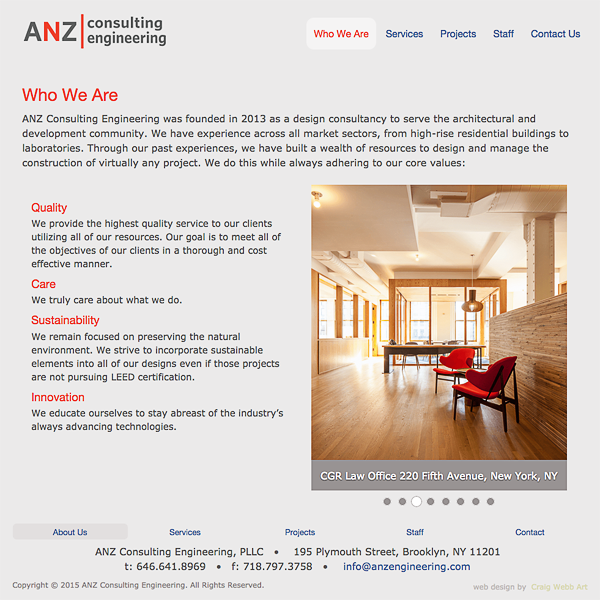 ANZ consulting
engineering
Who We Are Services Projects Staff Contact Us
Who We Are
ANZ Consulting Engineering was founded in 2013 as a design consultancy to serve the architectural and
development community. We have experience across all market sectors, from high-rise residential buildings to
laboratories. Through our past experiences, we have built a wealth of resources to design and manage the
construction of virtually any project. We do this while always adhering to our core values:
Quality
We provide the highest quality service to our clients
utilizing all of our resources. Our goal is to meet all of
the objectives of our clients in a thorough and cost
effective manner.
Care
We truly care about what we do.
Sustainability
We remain focused on preserving the natural
environment. We strive to incorporate sustainable
elements into all of our designs even if those projects
are not pursuing LEED certification.
Innovation
We educate ourselves to stay abreast of the industry's
always advancing technologies.
CGR Law Office 220 Fifth Avenue, New York, NY
About Us Services Projects Staff Contact
ANZ Consulting Engineering, PLLC • 195 Plymouth Street, Brooklyn, NY 11201
t: 646.641.8969 • f: 718.797.3758 • info@anzengineering.com
Copyright © 2015 ANZ Consulting Engineering. All Rights Reserved.
web design by Craig Webb Art